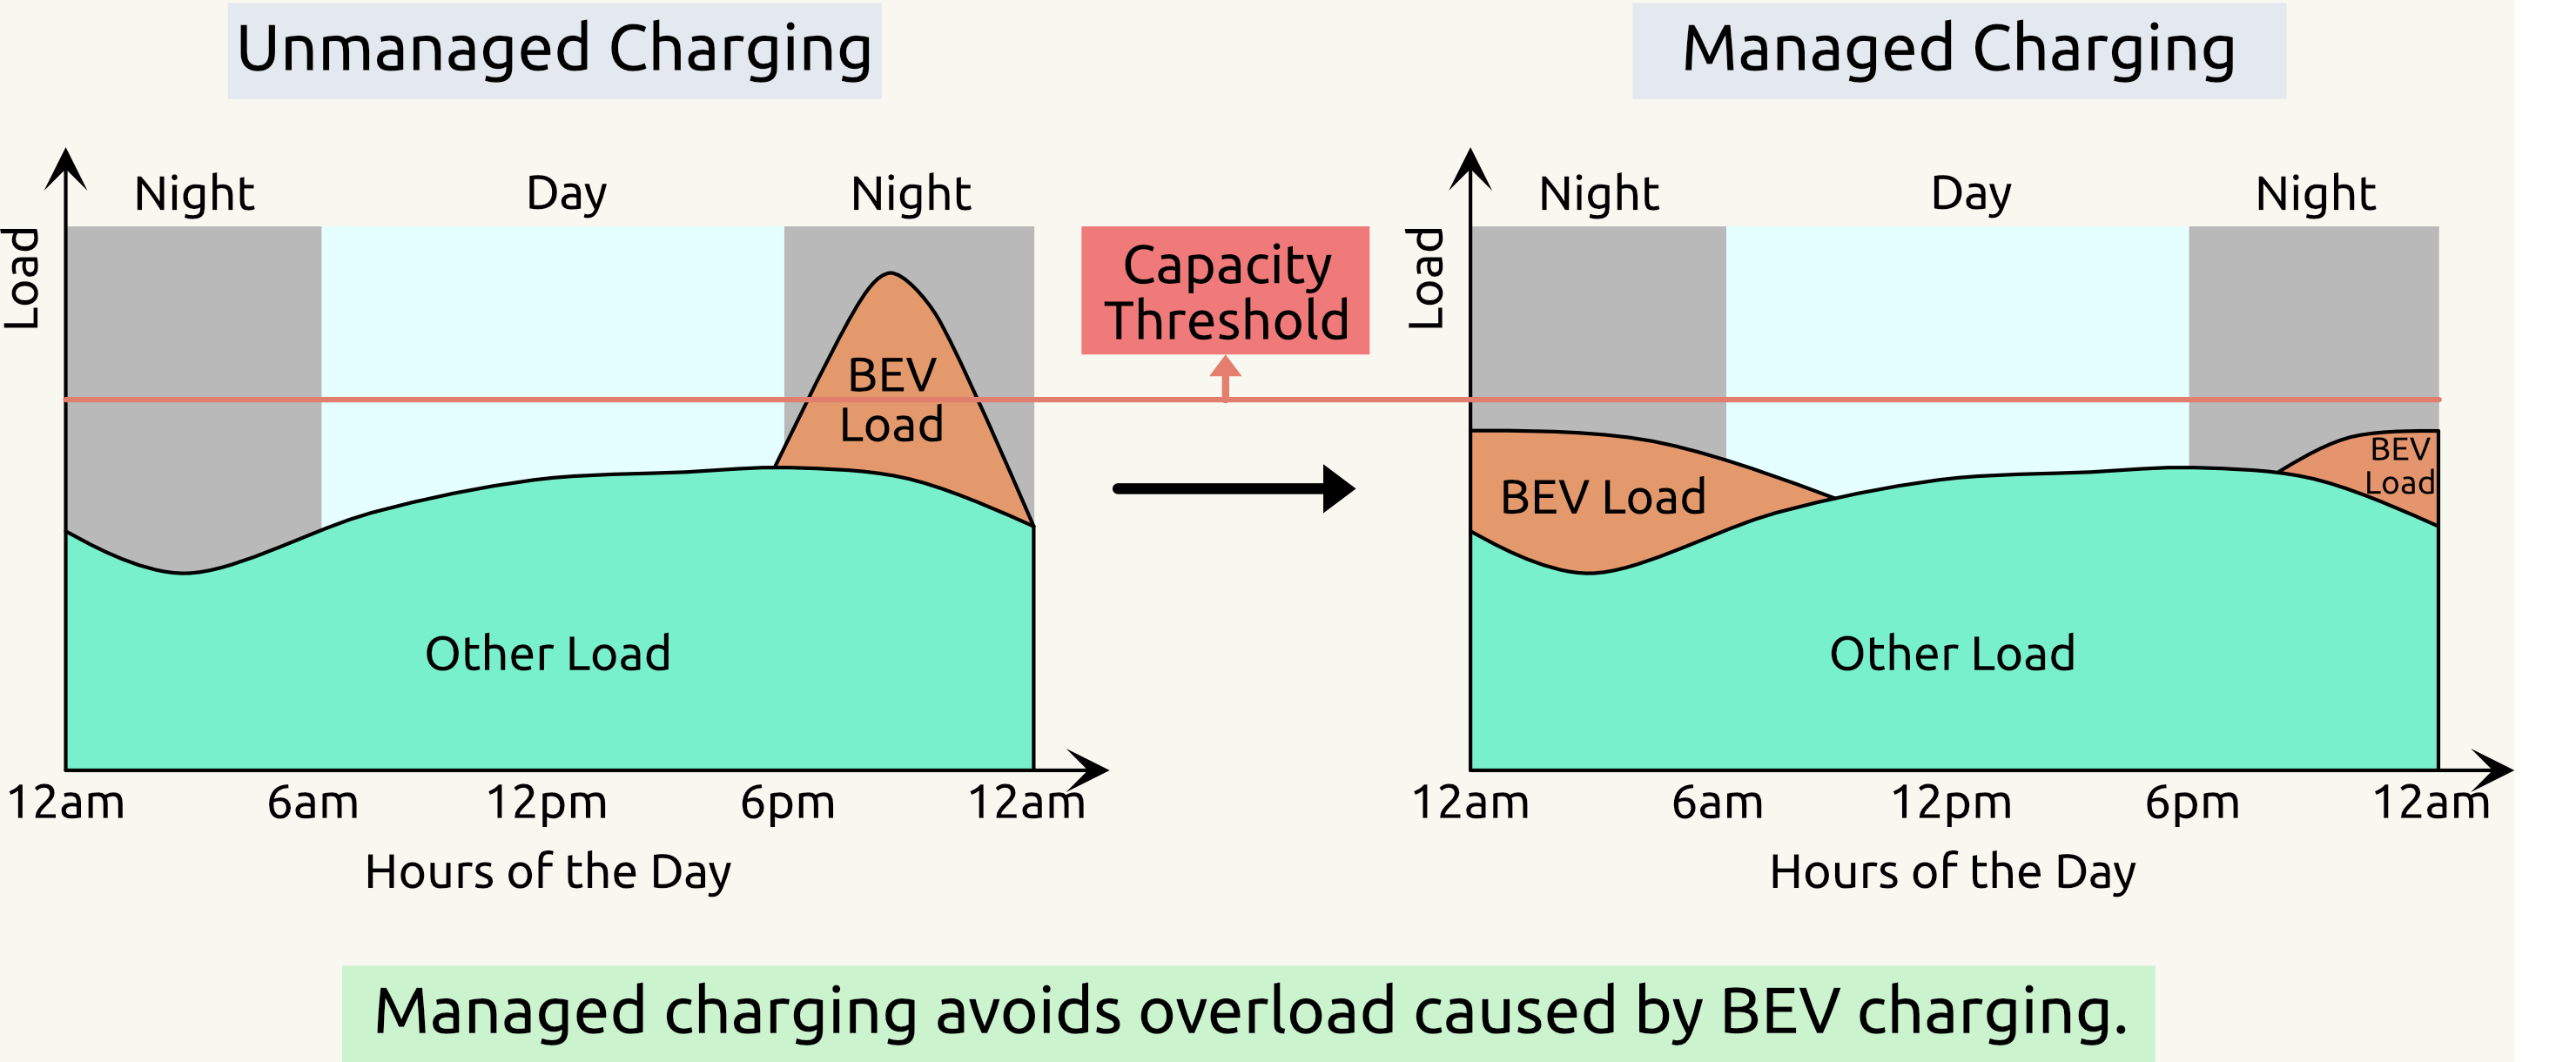 Unmanaged Charging
Managed Charging
Night
Day
Night
Load
BEV
Load
Other Load
12am
6am
12pm
6pm
12am
Hours of the Day
Capacity
Threshold
Night
Day
Night
Load
BEV Load
BEV
Load
Other Load
12am
6am
12pm
6pm
12am
Hours of the Day
Managed charging avoids overload caused by BEV charging.